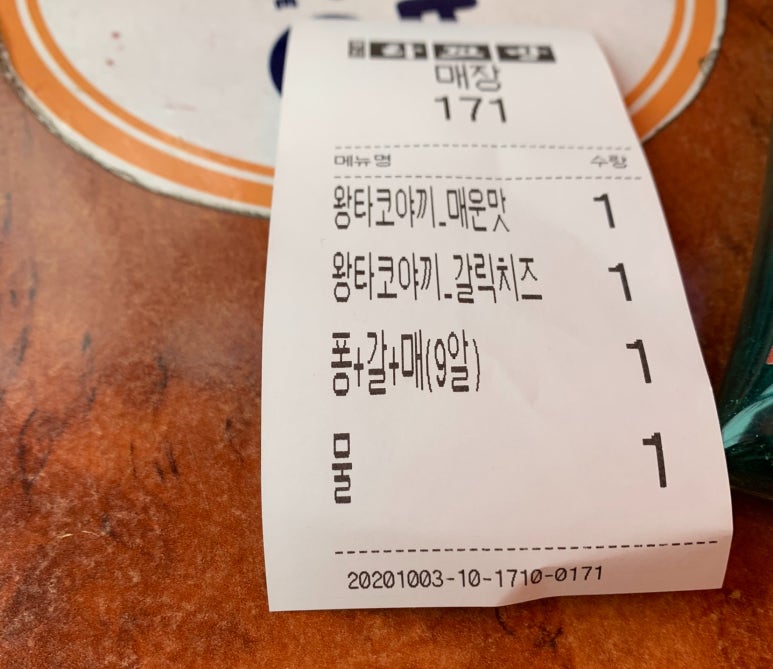 매장
171
메뉴명 수량
왕타코야끼_매운맛 1
왕타코야끼_갈릭치즈 1
퐁+갈+매(9알) 1
물 1
20201003-10-1710-0171